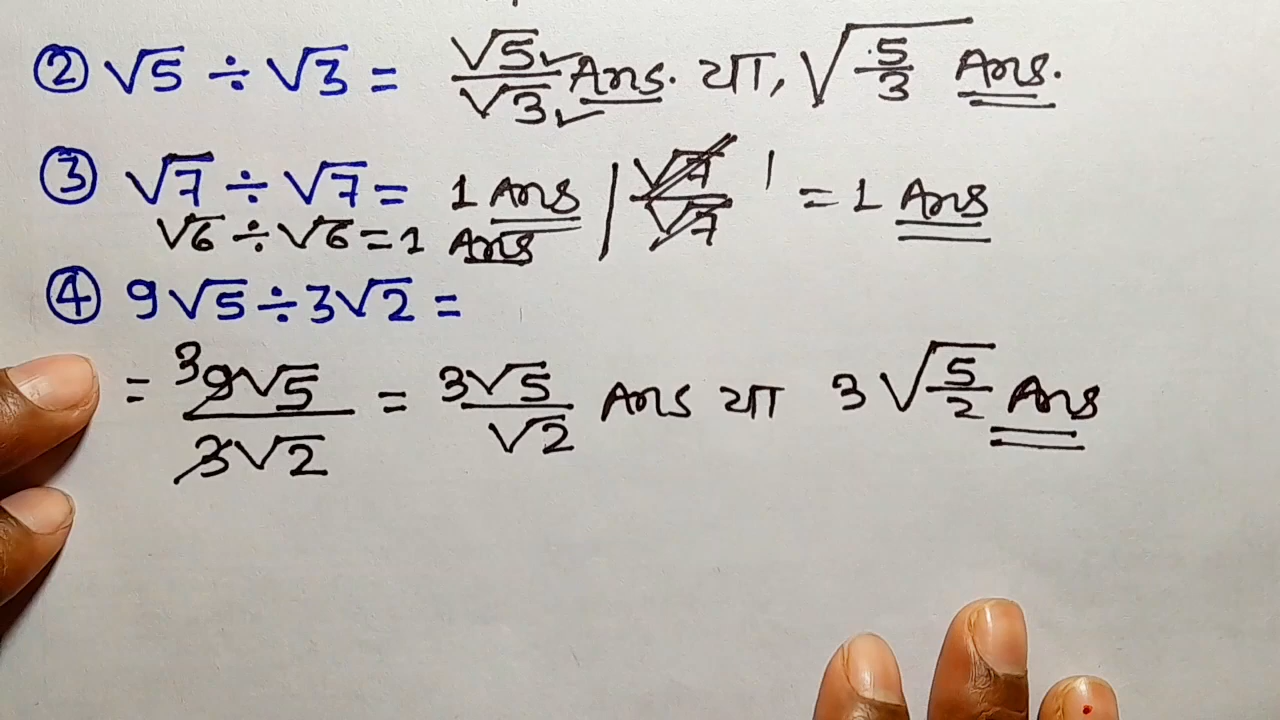 ② √5 ÷ √3 = √5/√3 Ans. या, √5/3 Ans.
③ √7 ÷ √7 = 1 Ans | √7/√7 1 = 1 Ans
√6 ÷ √6 = 1 Ans
④ 9√5 ÷ 3√2 =
= 3 9√5/3√2 = 3√5/√2 Ans या 3√5/2 Ans